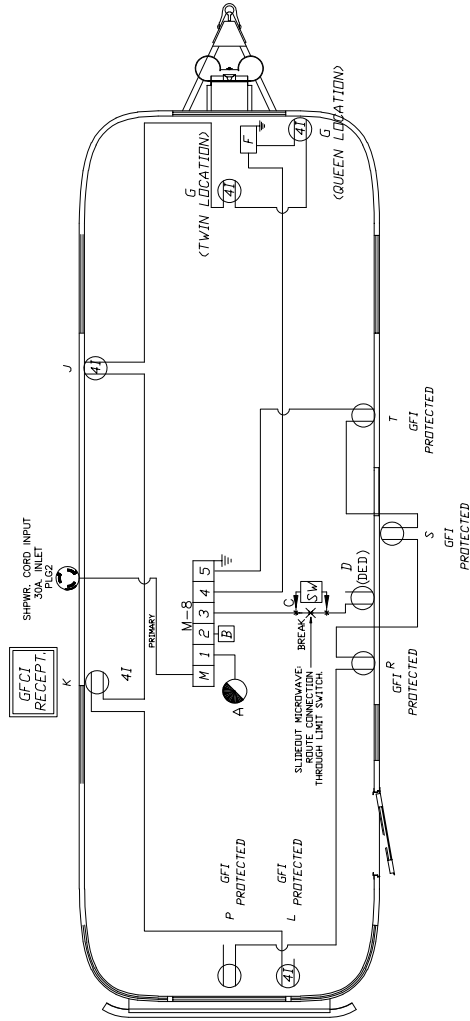 SHPWR. CORD INPUT
30A. INLET
PLG2
GFCI
RECEPT.
K
J
4I
4I
G
(TWIN LOCATION)
4I
F
4I
G
(QUEEN LOCATION)
PRIMARY
M-8
M 1 2 3 4 5
B
A
C
SW
BREAK
SLIDEOUT MICROWAVE:
ROUTE CONNECTION
THROUGH LIMIT SWITCH.
D
(DED)
P
GFI
PROTECTED
L
GFI
PROTECTED
4I
GFI R
PROTECTED
S
GFI
PROTECTED
T
GFI
PROTECTED